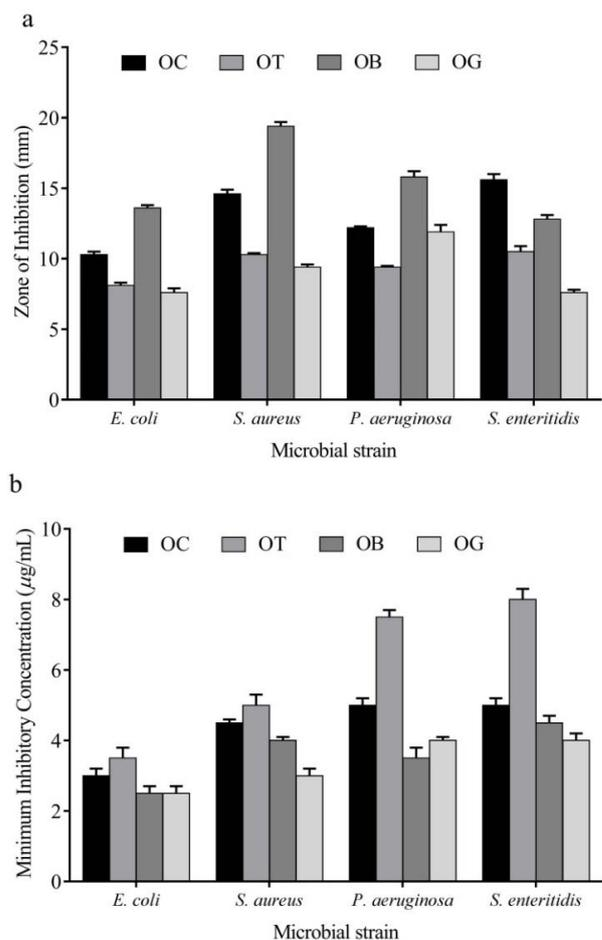 a
OC OT OB OG
Zone of Inhibition (mm)
25
20
15
10
5
0
E. coli S. aureus P. aeruginosa S. enteritidis
Microbial strain
b
OC OT OB OG
Minimum Inhibitory Concentration (µg/mL)
10
8
6
4
2
0
E. coli S. aureus P. aeruginosa S. enteritidis
Microbial strain